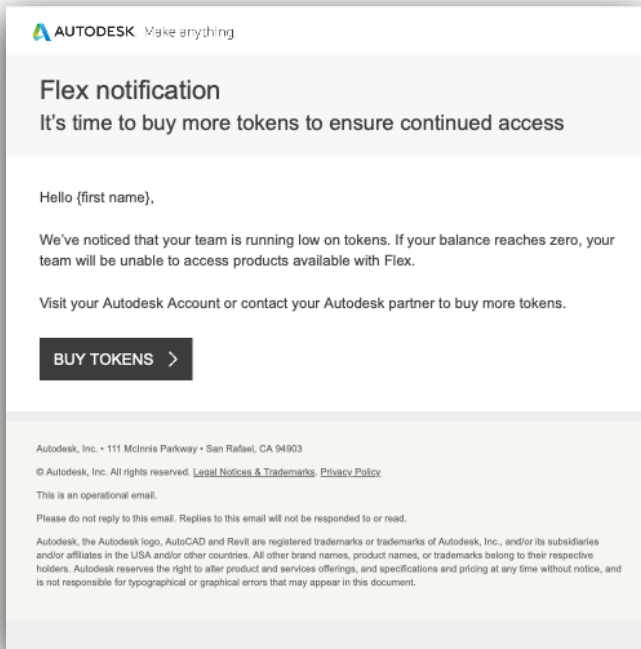 AUTODESK Make anything.
Flex notification
It's time to buy more tokens to ensure continued access
Hello {first name},
We've noticed that your team is running low on tokens. If your balance reaches zero, your
team will be unable to access products available with Flex.
Visit your Autodesk Account or contact your Autodesk partner to buy more tokens.
BUY TOKENS >
Autodesk, Inc. • 111 McInnis Parkway • San Rafael, CA 94903
© Autodesk, Inc. All rights reserved. Legal Notices & Trademarks. Privacy Policy
This is an operational email.
Please do not reply to this email. Replies to this email will not be responded to or read.
Autodesk, the Autodesk logo, AutoCAD and Revit are registered trademarks or trademarks of Autodesk, Inc., and/or its subsidiaries
and/or affiliates in the USA and/or other countries. All other brand names, product names, or trademarks belong to their respective
holders. Autodesk reserves the right to alter product and services offerings, and specifications and pricing at any time without notice, and
is not responsible for typographical or graphical errors that may appear in this document.